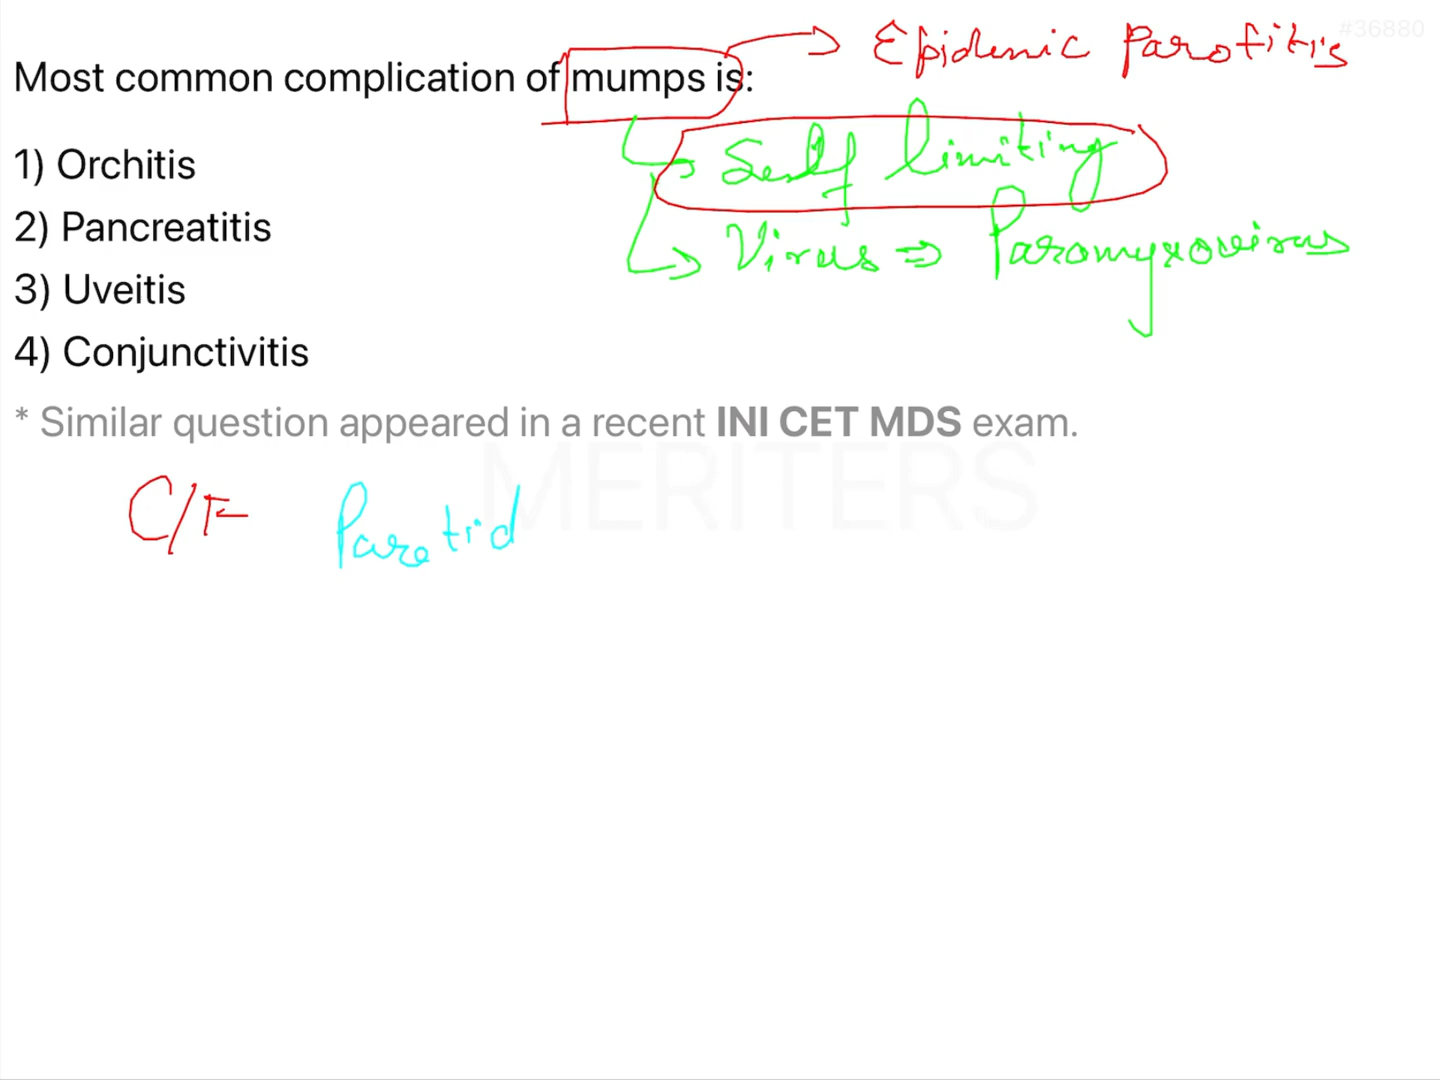 #36880
Epidemic Parotitis
Most common complication of mumps is:
Self limiting
1) Orchitis
2) Pancreatitis
Virus ⇒ Paromyxovirus
3) Uveitis
4) Conjunctivitis
* Similar question appeared in a recent INI CET MDS exam.
MERITERS
C/F Parotid